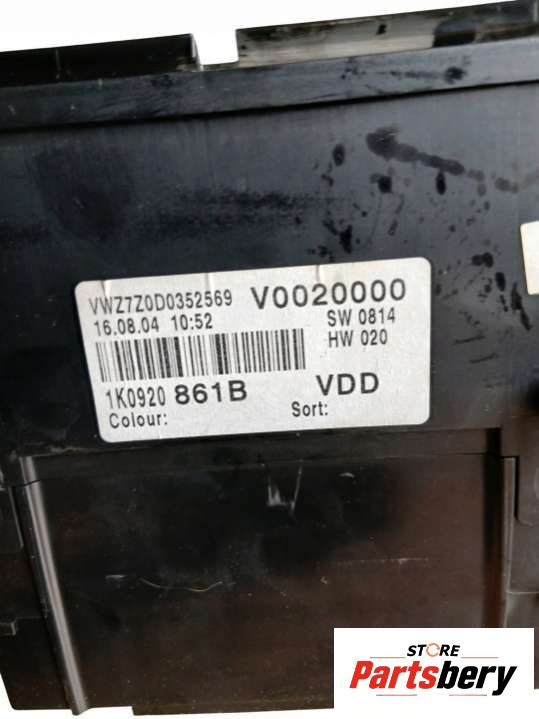 VWZ7Z0D0352569 V0020000
16.08.04 10:52 SW 0814
HW 020
1K0920 861B VDD
Colour: Sort:
STORE
Partsbery